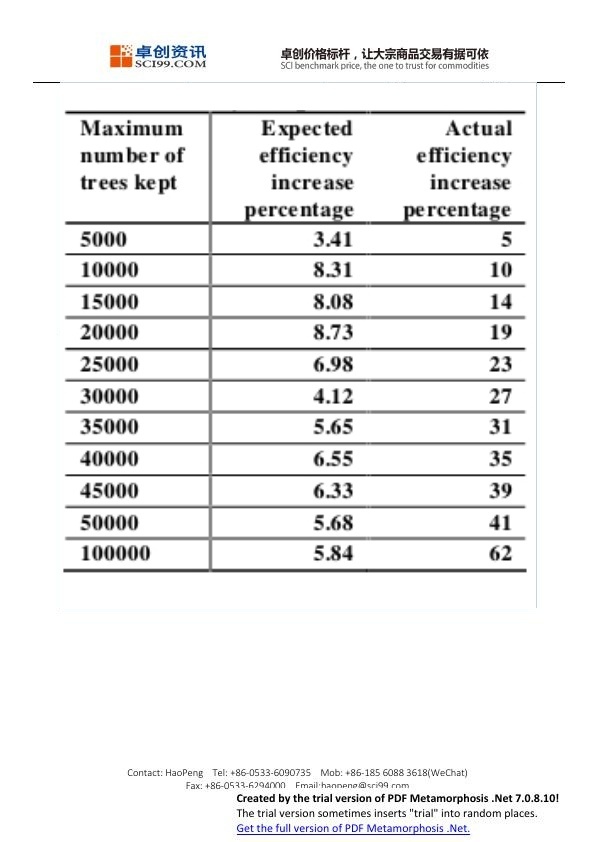 卓创资讯
SCI99.COM
卓创价格标杆，让大宗商品交易有据可依
SCI benchmark price, the one to trust for commodities
Maximum number of trees kept Expected efficiency increase percentage Actual efficiency increase percentage
5000 3.41 5
10000 8.31 10
15000 8.08 14
20000 8.73 19
25000 6.98 23
30000 4.12 27
35000 5.65 31
40000 6.55 35
45000 6.33 39
50000 5.68 41
100000 5.84 62
Contact: HaoPeng Tel: +86-0533-6090735 Mob: +86-185 6088 3618(WeChat)
Fax: +86-0533-6294000 Email:haopeng@sci99.com
Created by the trial version of PDF Metamorphosis .Net 7.0.8.10!
The trial version sometimes inserts "trial" into random places.
Get the full version of PDF Metamorphosis .Net.